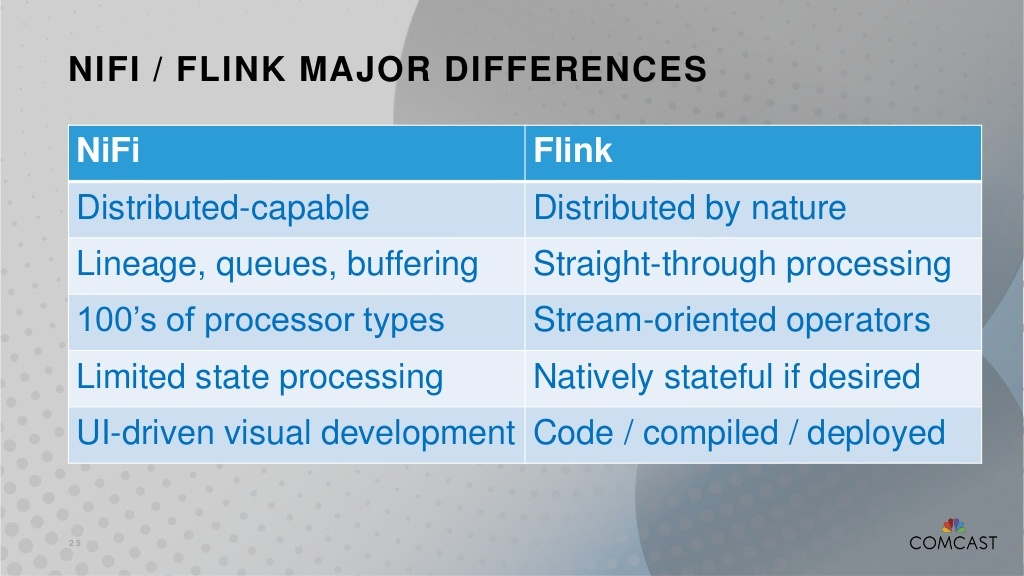 NIFI / FLINK MAJOR DIFFERENCES
NiFi Flink
Distributed-capable Distributed by nature
Lineage, queues, buffering Straight-through processing
100’s of processor types Stream-oriented operators
Limited state processing Natively stateful if desired
UI-driven visual development Code / compiled / deployed
25
COMCAST